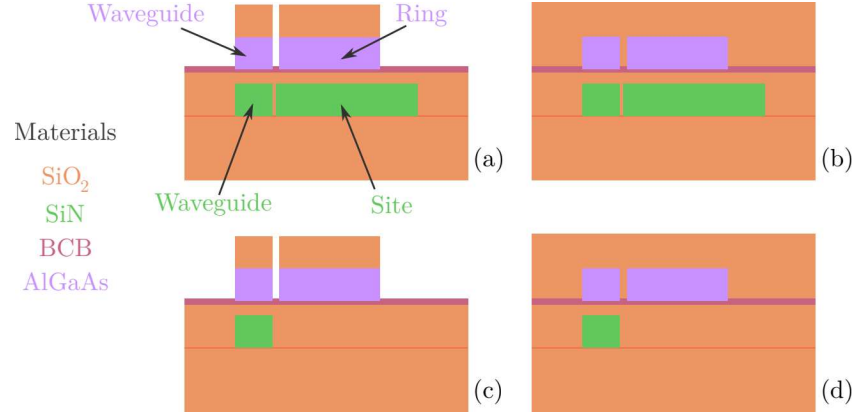 Waveguide Ring
(a) (b)
Materials
SiO₂
SiN
BCB
AlGaAs
Waveguide Site
(c) (d)